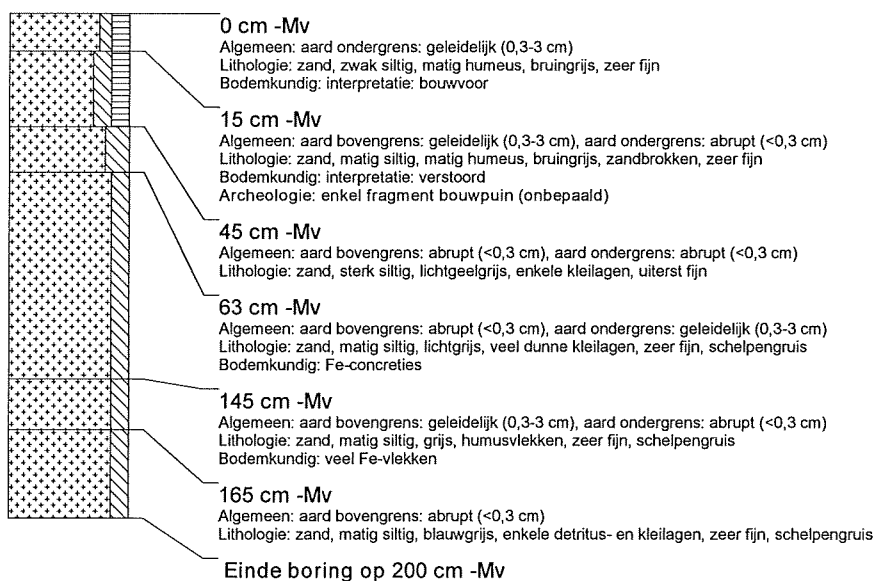 0 cm -Mv
Algemeen: aard ondergrens: geleidelijk (0,3-3 cm)
Lithologie: zand, zwak siltig, matig humeus, bruingrijs, zeer fijn
Bodemkundig: interpretatie: bouwvoor
15 cm -Mv
Algemeen: aard bovengrens: geleidelijk (0,3-3 cm), aard ondergrens: abrupt (<0,3 cm)
Lithologie: zand, matig siltig, matig humeus, bruingrijs, zandbrokken, zeer fijn
Bodemkundig: interpretatie: verstoord
Archeologie: enkel fragment bouwpuin (onbepaald)
45 cm -Mv
Algemeen: aard bovengrens: abrupt (<0,3 cm), aard ondergrens: abrupt (<0,3 cm)
Lithologie: zand, sterk siltig, lichtgeelgrijs, enkele kleilagen, uiterst fijn
63 cm -Mv
Algemeen: aard bovengrens: abrupt (<0,3 cm), aard ondergrens: geleidelijk (0,3-3 cm)
Lithologie: zand, matig siltig, lichtgrijs, veel dunne kleilagen, zeer fijn, schelpengruis
Bodemkundig: Fe-concreties
145 cm -Mv
Algemeen: aard bovengrens: geleidelijk (0,3-3 cm), aard ondergrens: abrupt (<0,3 cm)
Lithologie: zand, matig siltig, grijs, humusvlekken, zeer fijn, schelpengruis
Bodemkundig: veel Fe-vlekken
165 cm -Mv
Algemeen: aard bovengrens: abrupt (<0,3 cm)
Lithologie: zand, matig siltig, blauwgrijs, enkele detritus- en kleilagen, zeer fijn, schelpengruis
Einde boring op 200 cm -Mv